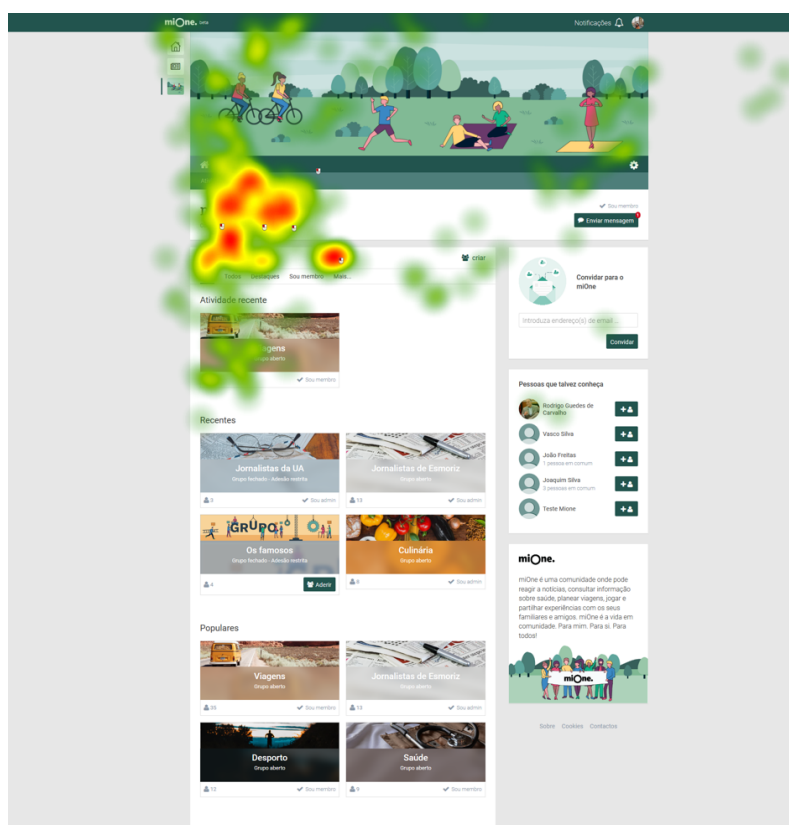 miOne. beta
Notificações
Sou membro
Enviar mensagem
criar
Todos
Destaques
Sou membro
Mais...
Atividade recente
Viagens
Grupo aberto
Sou membro
Recentes
Jornalistas da UA
Grupo fechado - Adesão restrita
3
Sou admin
Jornalistas de Esmoriz
Grupo aberto
13
Sou admin
GRUPO
Os famosos
Grupo fechado - Adesão restrita
4
Aderir
Culinária
Grupo aberto
Sou admin
Populares
Viagens
Grupo aberto
35
Sou membro
Jornalistas de Esmoriz
Grupo aberto
13
Sou admin
Desporto
Grupo aberto
13
Sou membro
Saúde
Grupo aberto
Sou membro
Convidar para o
miOne
Introduza endereço(s) de email ...
Convidar
Pessoas que talvez conheça
Rodrigo Guedes de
Carvalho
Vasco Silva
João Freitas
1 pessoa em comum
Joaquim Silva
3 pessoas em comum
Teste Mione
miOne.
miOne é uma comunidade onde pode
reagir a notícias, consultar informação
sobre saúde, planear viagens, jogar e
partilhar experiências com os seus
familiares e amigos. miOne é a vida em
comunidade. Para mim. Para si. Para
todos!
miOne.
Sobre Cookies Contactos